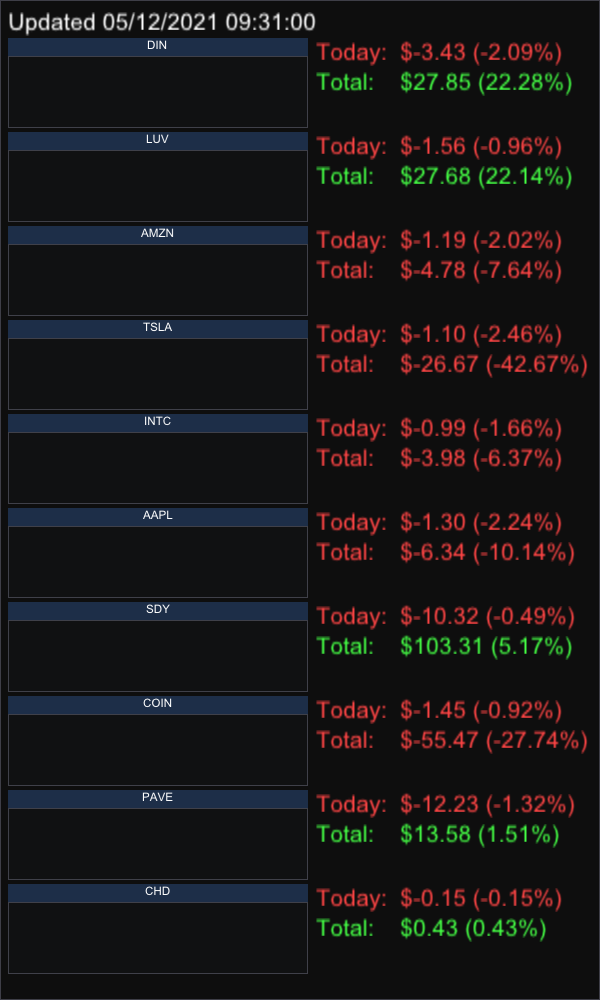 Updated 05/12/2021 09:31:00
DIN
Today: $-3.43 (-2.09%)
Total: $27.85 (22.28%)
LUV
Today: $-1.56 (-0.96%)
Total: $27.68 (22.14%)
AMZN
Today: $-1.19 (-2.02%)
Total: $-4.78 (-7.64%)
TSLA
Today: $-1.10 (-2.46%)
Total: $-26.67 (-42.67%)
INTC
Today: $-0.99 (-1.66%)
Total: $-3.98 (-6.37%)
AAPL
Today: $-1.30 (-2.24%)
Total: $-6.34 (-10.14%)
SDY
Today: $-10.32 (-0.49%)
Total: $103.31 (5.17%)
COIN
Today: $-1.45 (-0.92%)
Total: $-55.47 (-27.74%)
PAVE
Today: $-12.23 (-1.32%)
Total: $13.58 (1.51%)
CHD
Today: $-0.15 (-0.15%)
Total: $0.43 (0.43%)